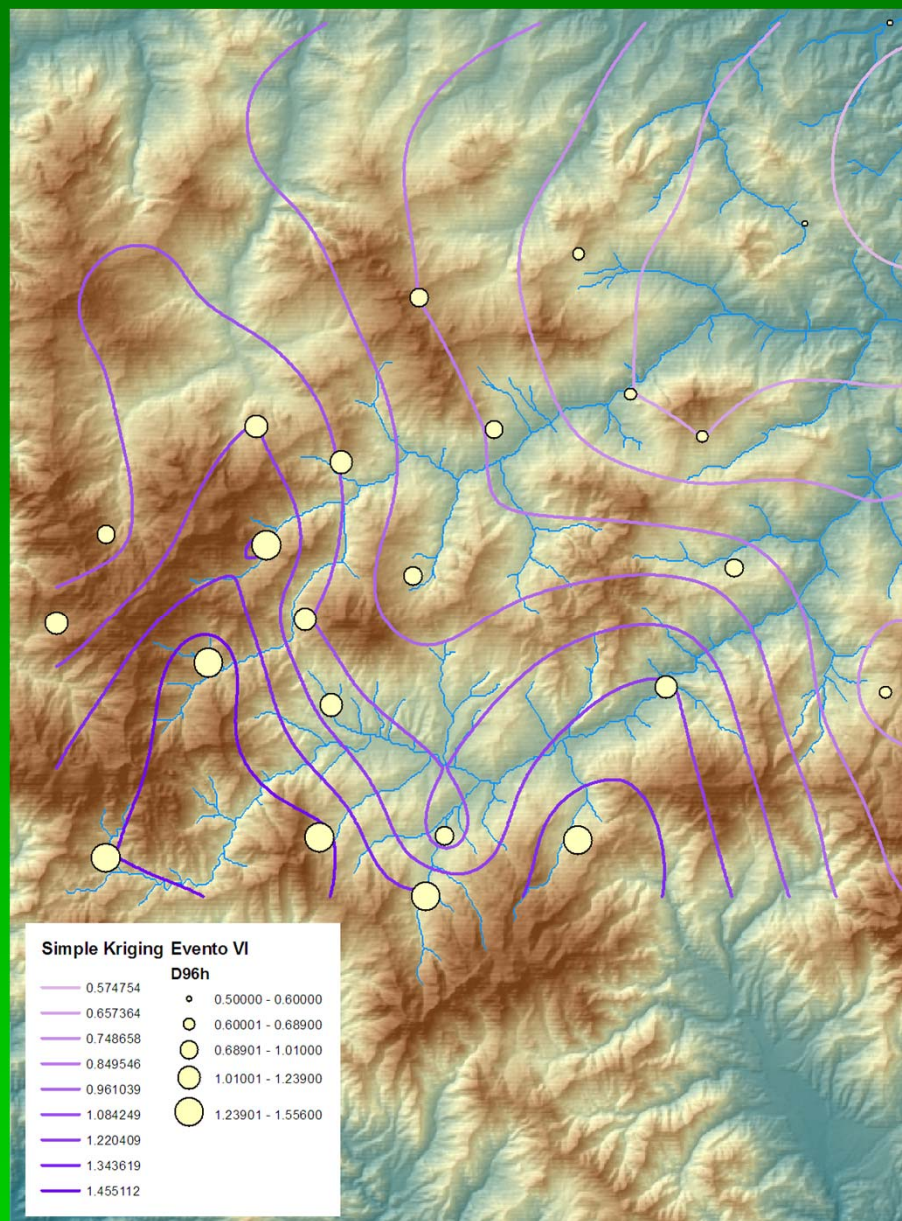 Simple Kriging Evento VI
D96h
0.574754
0.657364
0.748658
0.849546
0.961039
1.084249
1.220409
1.343619
1.455112
0.50000 - 0.60000
0.60001 - 0.68900
0.68901 - 1.01000
1.01001 - 1.23900
1.23901 - 1.55600